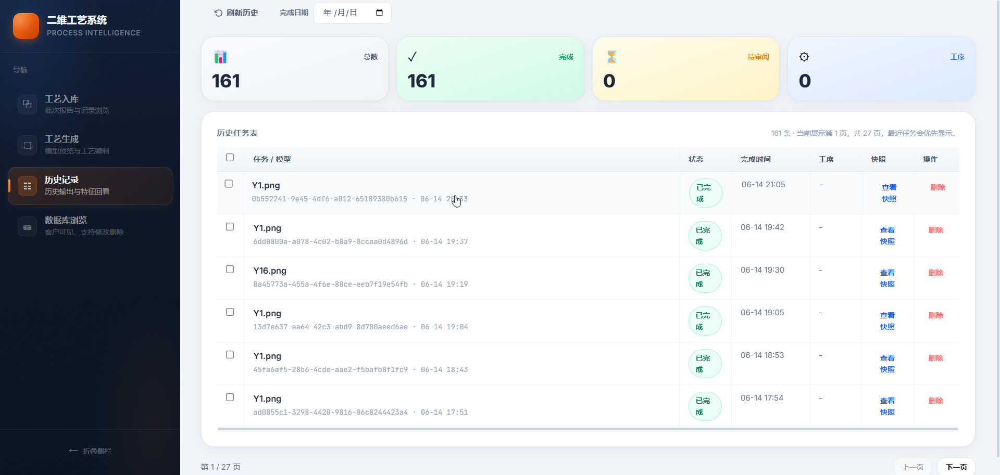 二维工艺系统
PROCESS INTELLIGENCE
导航
工艺入库
批次报告与记录浏览
工艺生成
模型预览与工艺编制
历史记录
历史输出与特征回看
数据库浏览
客户可见、支持修改删除
折叠侧栏
刷新历史 完成日期 年 /月/日
总数
161
完成
161
待审阅
0
工序
0
历史任务表 161 条 · 当前展示第 1 页，共 27 页，最近任务会优先显示。
任务 / 模型 状态 完成时间 工序 快照 操作
Y1.png 已完成 06-14 21:05 - 查看快照 删除
0b552241-9e45-4df6-a012-65189380b615 · 06-14
Y1.png 已完成 06-14 19:42 - 查看快照 删除
6dd0800a-a078-4c02-b8a9-8ccaa0d4896d · 06-14 19:37
Y16.png 已完成 06-14 19:30 - 查看快照 删除
0a45773a-455a-4f6e-88ce-eeb7f19e54fb · 06-14 19:19
Y1.png 已完成 06-14 19:05 - 查看快照 删除
13d7e637-ea64-42c3-abd9-8d780aeed6ae · 06-14 19:04
Y1.png 已完成 06-14 18:53 - 查看快照 删除
45fa6af5-28b6-4cde-aae2-f5bafb8f1fc9 · 06-14 18:43
Y1.png 已完成 06-14 17:54 - 查看快照 删除
ad0055c1-3298-4420-9816-86c8244423a4 · 06-14 17:51
第 1 / 27 页 上一页 下一页